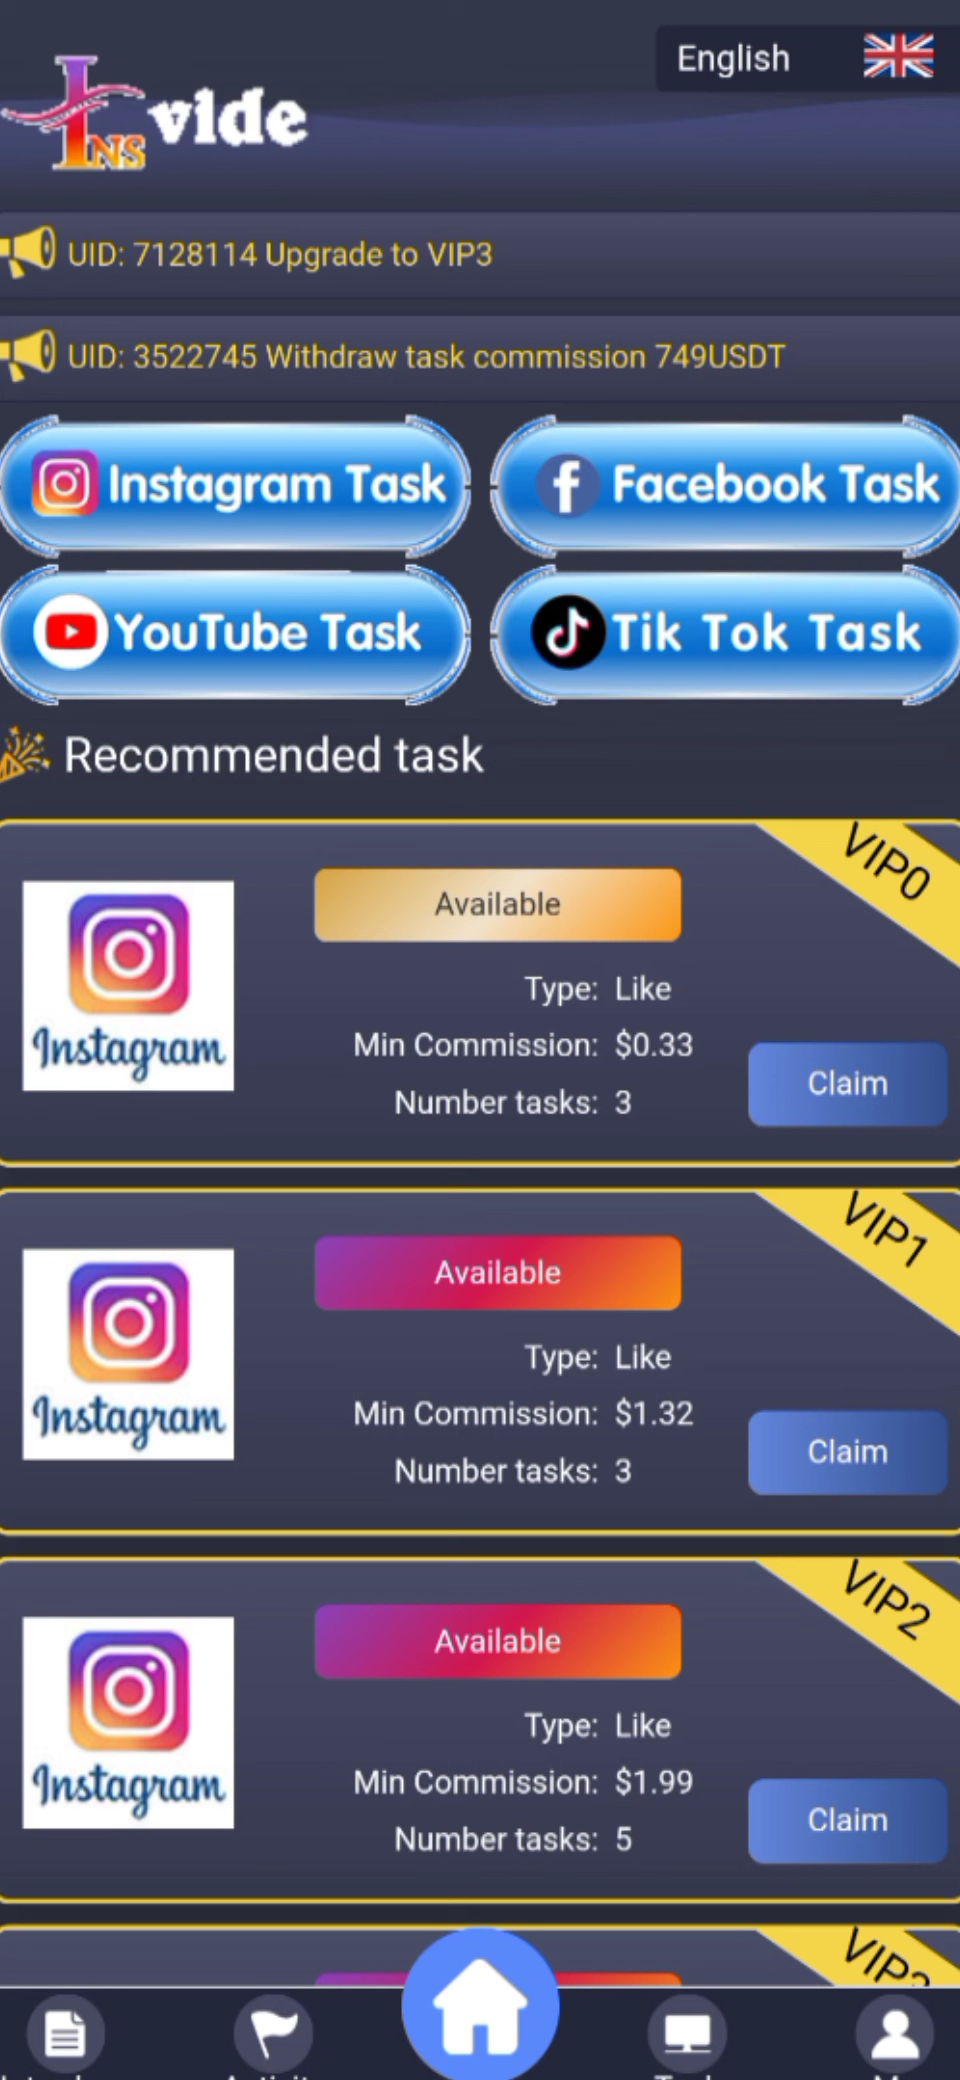 English
INS vide
UID: 7128114 Upgrade to VIP3
UID: 3522745 Withdraw task commission 749USDT
Instagram Task
Facebook Task
YouTube Task
Tik Tok Task
Recommended task
VIP0
Available
Instagram
Type: Like
Min Commission: $0.33
Number tasks: 3
Claim
VIP1
Available
Instagram
Type: Like
Min Commission: $1.32
Number tasks: 3
Claim
VIP2
Available
Instagram
Type: Like
Min Commission: $1.99
Number tasks: 5
Claim